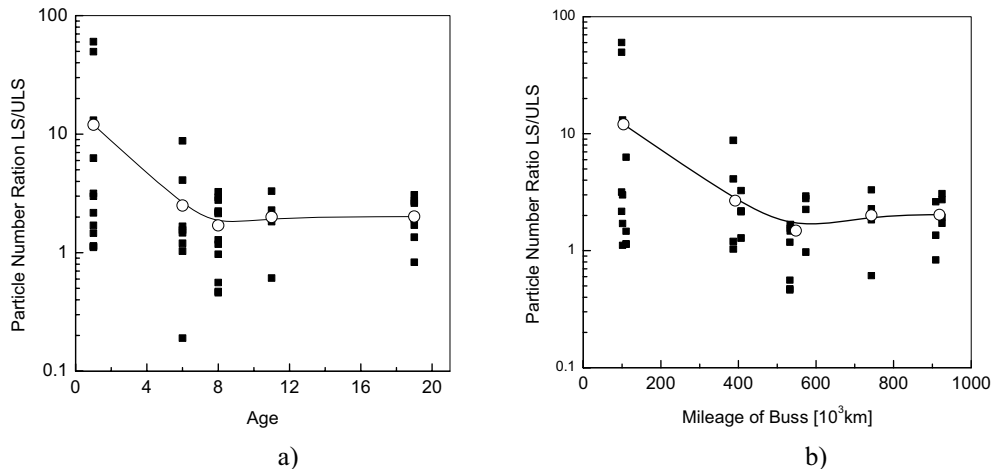 100
10
1
0.1
Particle Number Ration LS/ULS
0 4 8 12 16 20
Age
a)
100
10
1
0.1
Particle Number Ratio LS/ULS
0 200 400 600 800 1000
Mileage of Buss [10³km]
b)